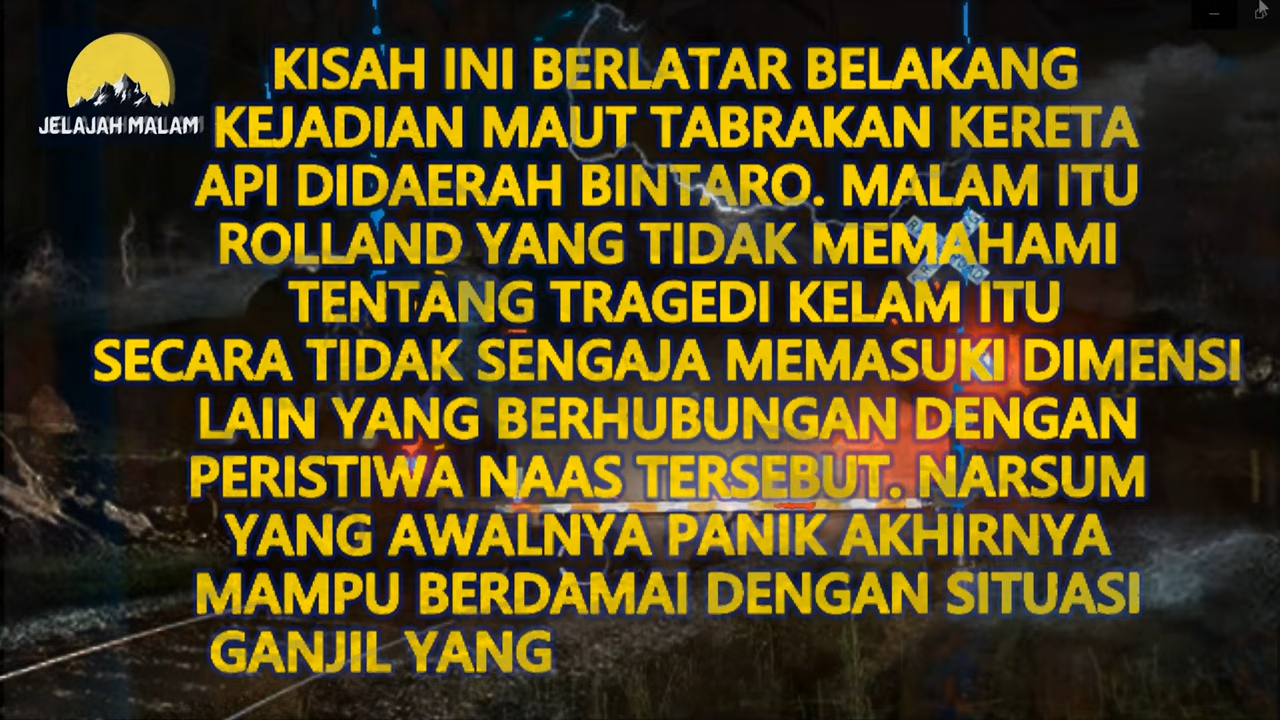 JELAJAH MALAM
KISAH INI BERLATAR BELAKANG
KEJADIAN MAUT TABRAKAN KERETA
API DIDAERAH BINTARO. MALAM ITU
ROLLAND YANG TIDAK MEMAHAMI
TENTANG TRAGEDI KELAM ITU
SECARA TIDAK SENGAJA MEMASUKI DIMENSI
LAIN YANG BERHUBUNGAN DENGAN
PERISTIWA NAAS TERSEBUT. NARSUM
YANG AWALNYA PANIK AKHIRNYA
MAMPU BERDAMAI DENGAN SITUASI
GANJIL YANG